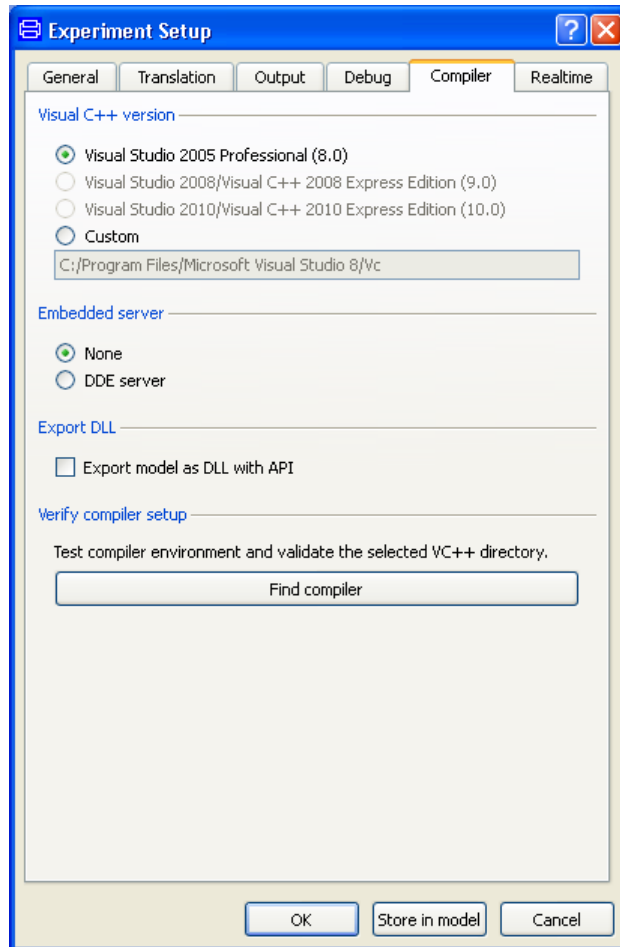 Experiment Setup
General Translation Output Debug Compiler Realtime
Visual C++ version
Visual Studio 2005 Professional (8.0)
Visual Studio 2008/Visual C++ 2008 Express Edition (9.0)
Visual Studio 2010/Visual C++ 2010 Express Edition (10.0)
Custom
C:/Program Files/Microsoft Visual Studio 8/Vc
Embedded server
None
DDE server
Export DLL
Export model as DLL with API
Verify compiler setup
Test compiler environment and validate the selected VC++ directory.
Find compiler
OK Store in model Cancel